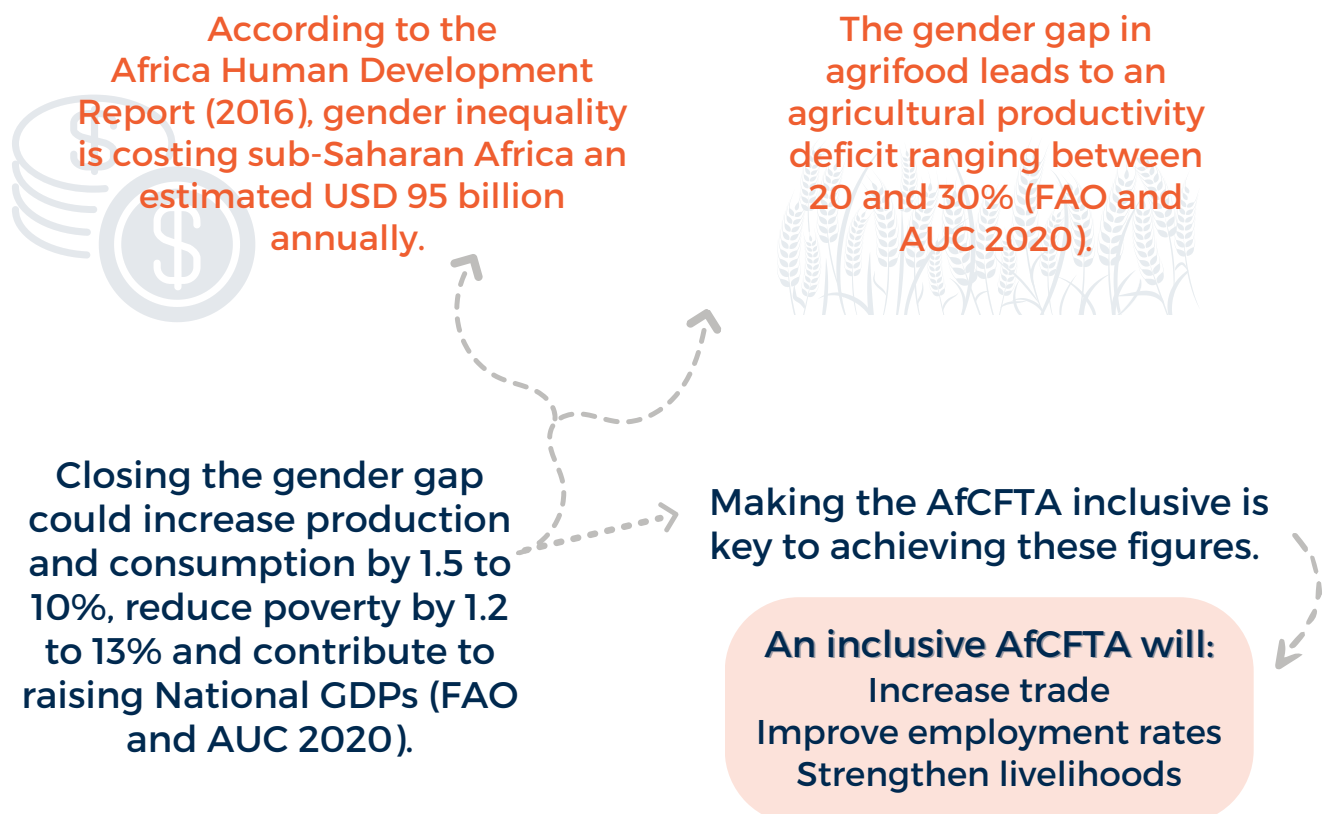 According to the
Africa Human Development
Report (2016), gender inequality
is costing sub-Saharan Africa an
estimated USD 95 billion
annually.
The gender gap in
agrifood leads to an
agricultural productivity
deficit ranging between
20 and 30% (FAO and
AUC 2020).
Closing the gender gap
could increase production
and consumption by 1.5 to
10%, reduce poverty by 1.2
to 13% and contribute to
raising National GDPs (FAO
and AUC 2020).
Making the AfCFTA inclusive is
key to achieving these figures.
An inclusive AfCFTA will:
Increase trade
Improve employment rates
Strengthen livelihoods